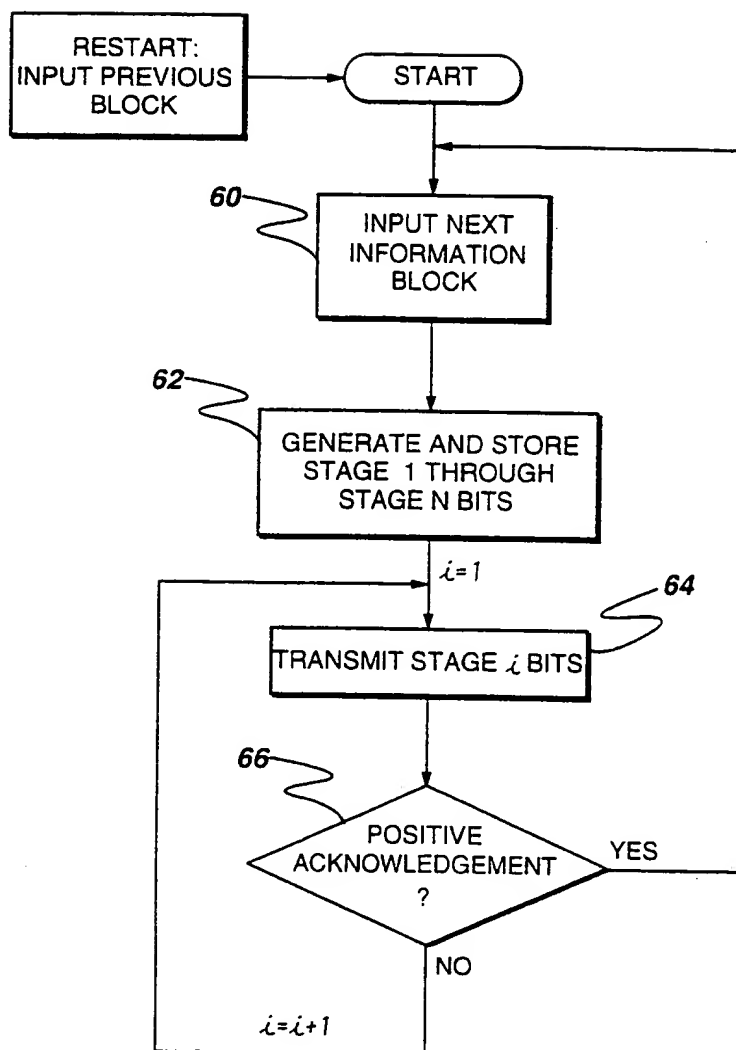 RESTART:
INPUT PREVIOUS
BLOCK
START
60
INPUT NEXT
INFORMATION
BLOCK
62
GENERATE AND STORE
STAGE 1 THROUGH
STAGE N BITS
i=1
64
TRANSMIT STAGE i BITS
66
POSITIVE
ACKNOWLEDGEMENT
?
YES
NO
i=i+1